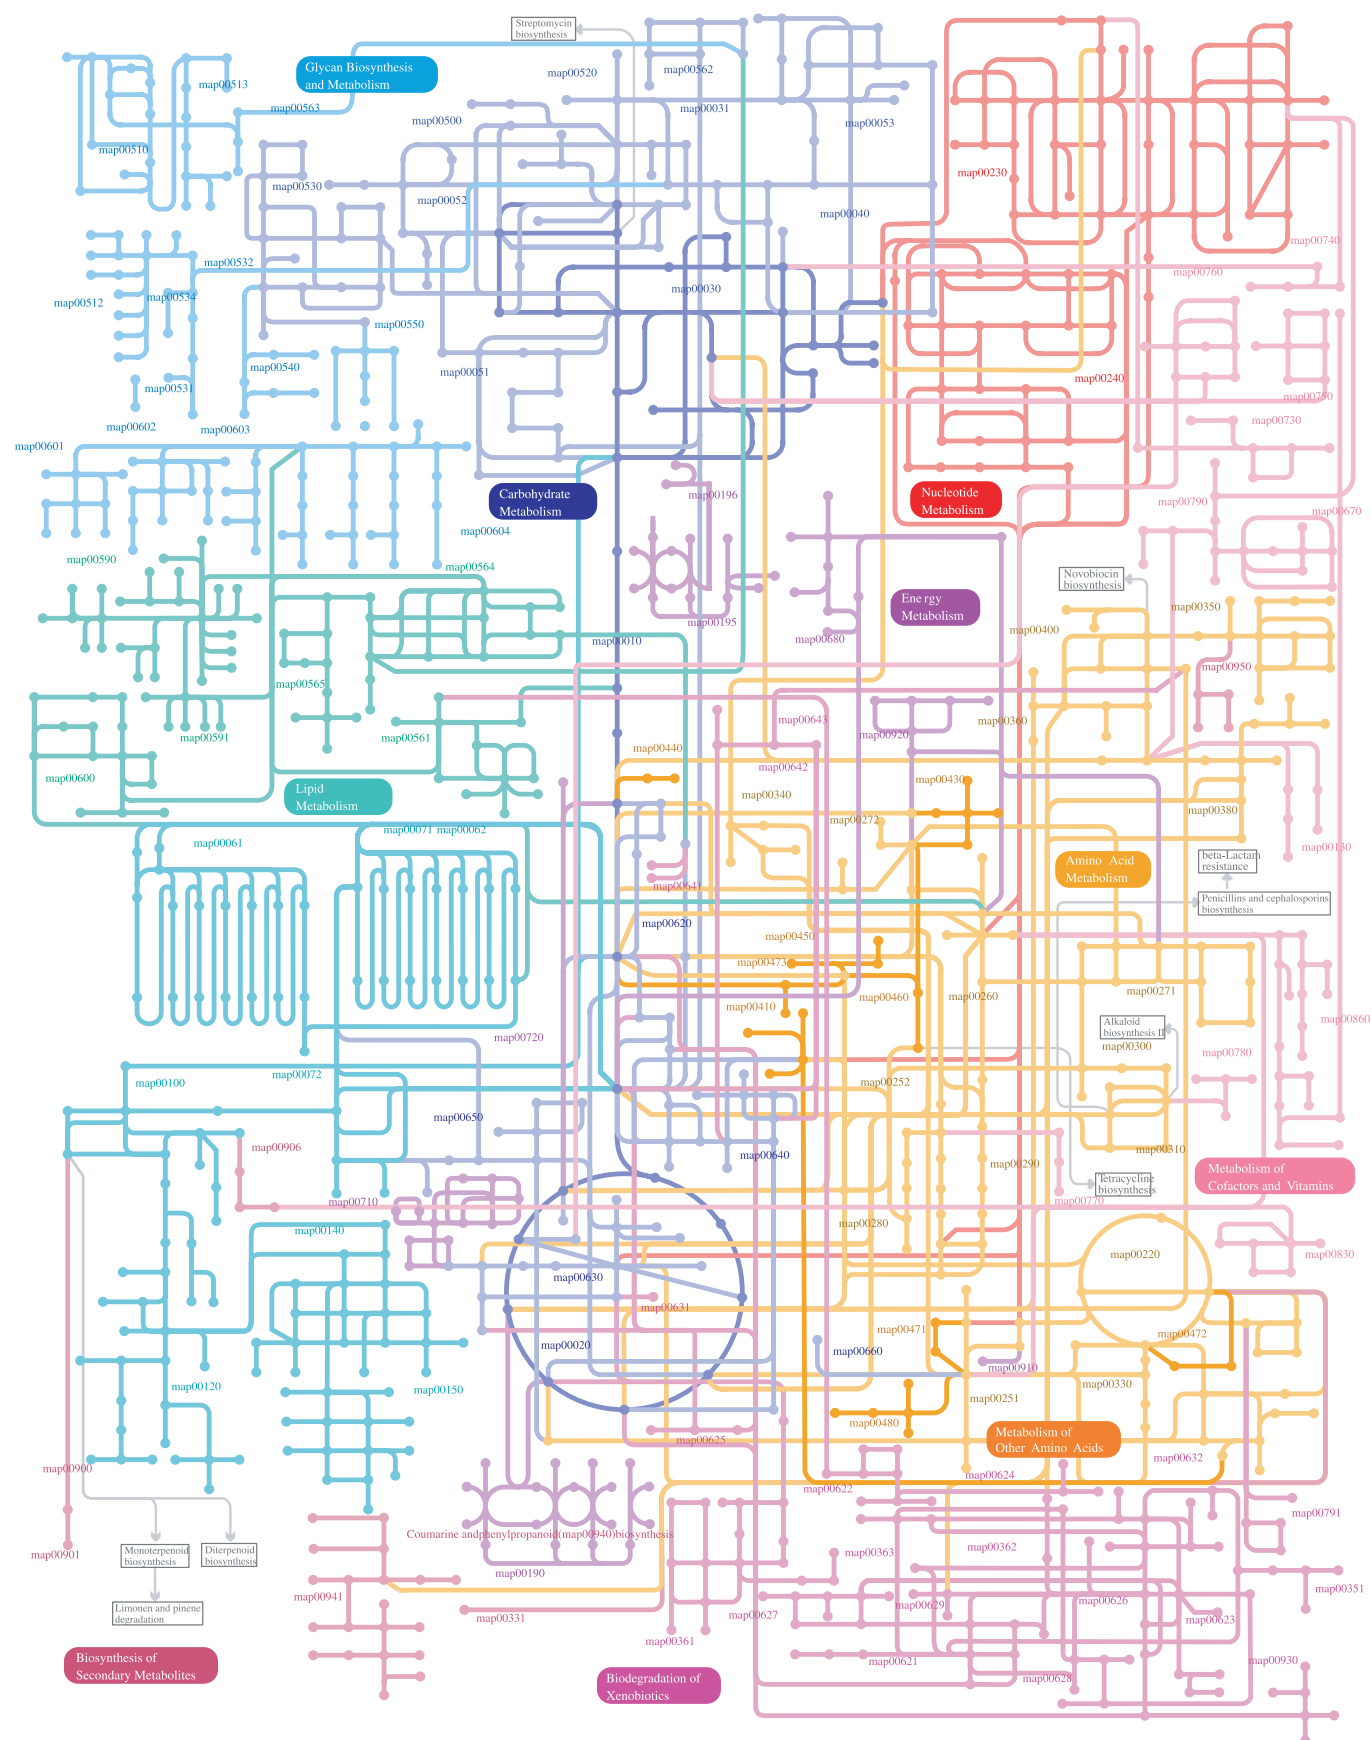 Streptomycin
biosynthesis
Glycan Biosynthesis
and Metabolism
map00520
map00562
map00513
map00563
map00031
map00500
map00053
map00510
map00230
map00530
map00052
map00040
map00740
map00532
map00760
map00512
map00534
map00030
map00550
map00540
map00051
map00240
map00531
map00750
map00602
map00603
map00730
map00601
Carbohydrate
Metabolism
map00196
Nucleotide
Metabolism
map00790
map00670
map00604
map00590
map00564
Novobiocin
biosynthesis
Ene rgy
Metabolism
map00350
map00195
map00400
map00680
map00010
map00950
map00565
map00643
map00360
map00591
map00561
map00920
map00440
map00642
map00600
Lipid
Metabolism
map00430
map00340
map00380
map00272
map00071
map00062
map00061
map00130
Amino Acid
Metabolism
beta-Lactam
resistance
map00641
Penicillins and cephalosporins
biosynthesis
map00620
map00450
map00473
map00460
map00260
map00271
map00410
map00860
Alkaloid
biosynthesis II
map00720
map00300
map00780
map00072
map00100
map00252
map00650
map00906
map00640
map00310
map00290
Metabolism of
Cofactors and Vitamins
Tetracycline
biosynthesis
map00770
map00710
map00140
map00280
map00220
map00830
map00630
map00631
map00471
map00472
map00020
map00660
map00910
map00120
map00150
map00330
map00251
map00480
Metabolism of
Other Amino Acids
map00625
map00632
map00900
map00624
map00622
map00791
Coumarine andphenylpropanoid(map00940)biosynthesis
map00901
Monoterpenoid
biosynthesis
Diterpenoid
biosynthesis
map00362
map00363
map00190
map00351
map00941
Limonen and pinene
degradation
map00331
map00627
map00629
map00626
map00623
map00361
Biosynthesis of
Secondary Metabolites
map00621
map00930
Biodegradation of
Xenobiotics
map00628